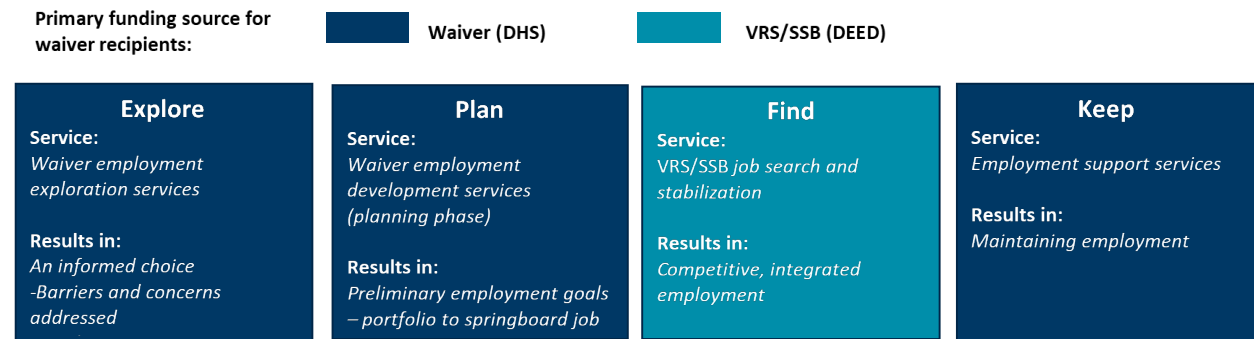 Primary funding source for
waiver recipients:
Waiver (DHS)
VRS/SSB (DEED)
Explore
Service:
Waiver employment
exploration services
Results in:
An informed choice
-Barriers and concerns
addressed
Plan
Service:
Waiver employment
development services
(planning phase)
Results in:
Preliminary employment goals
– portfolio to springboard job
Find
Service:
VRS/SSB job search and
stabilization
Results in:
Competitive, integrated
employment
Keep
Service:
Employment support services
Results in:
Maintaining employment